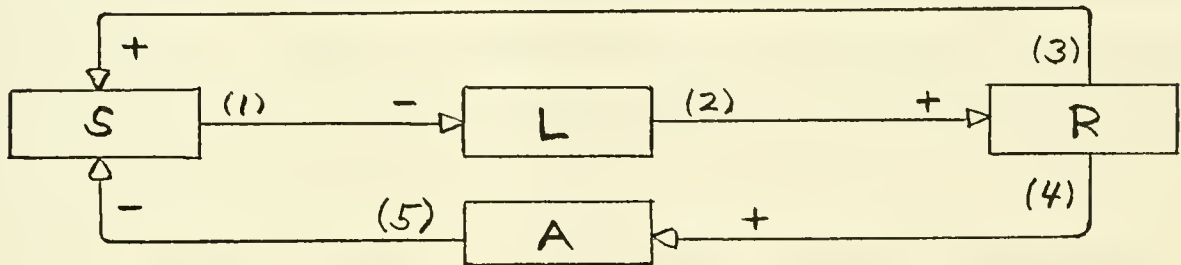 + (3)
S (1) - L (2) + R
- (5) A + (4)